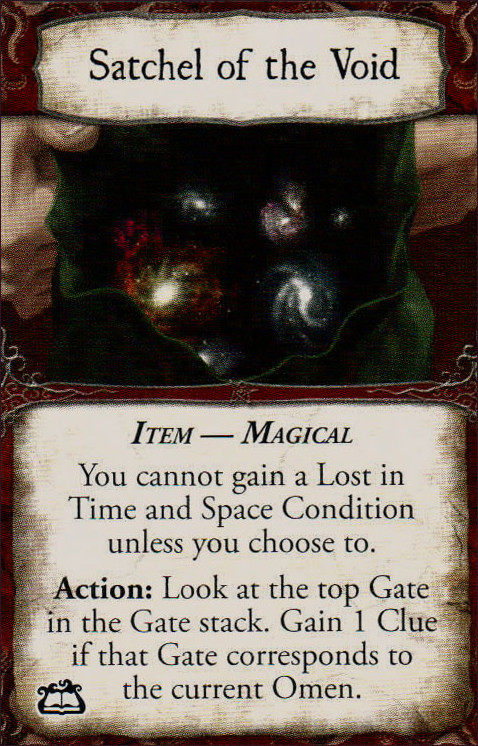 Satchel of the Void
Item — Magical
You cannot gain a Lost in
Time and Space Condition
unless you choose to.
Action: Look at the top Gate
in the Gate stack. Gain 1 Clue
if that Gate corresponds to
the current Omen.